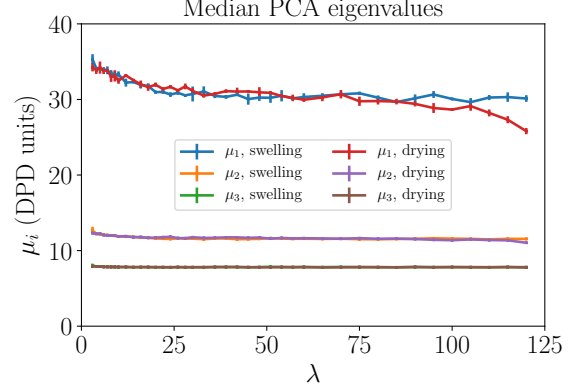 Median PCA eigenvalues
40
30
20
10
0
μᵢ (DPD units)
μ₁, swelling
μ₂, swelling
μ₃, swelling
μ₁, drying
μ₂, drying
μ₃, drying
0 25 50 75 100 125
λ